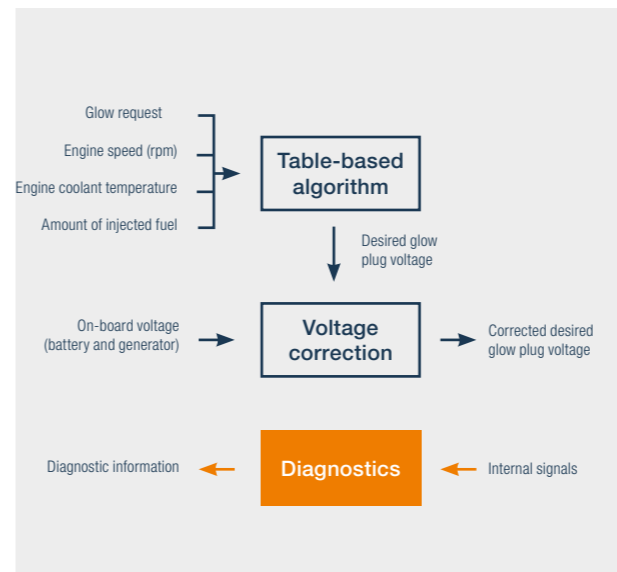 Glow request
Engine speed (rpm)
Engine coolant temperature
Amount of injected fuel
Table-based
algorithm
Desired glow
plug voltage
On-board voltage
(battery and generator)
Voltage
correction
Corrected desired
glow plug voltage
Diagnostic information
Diagnostics
Internal signals